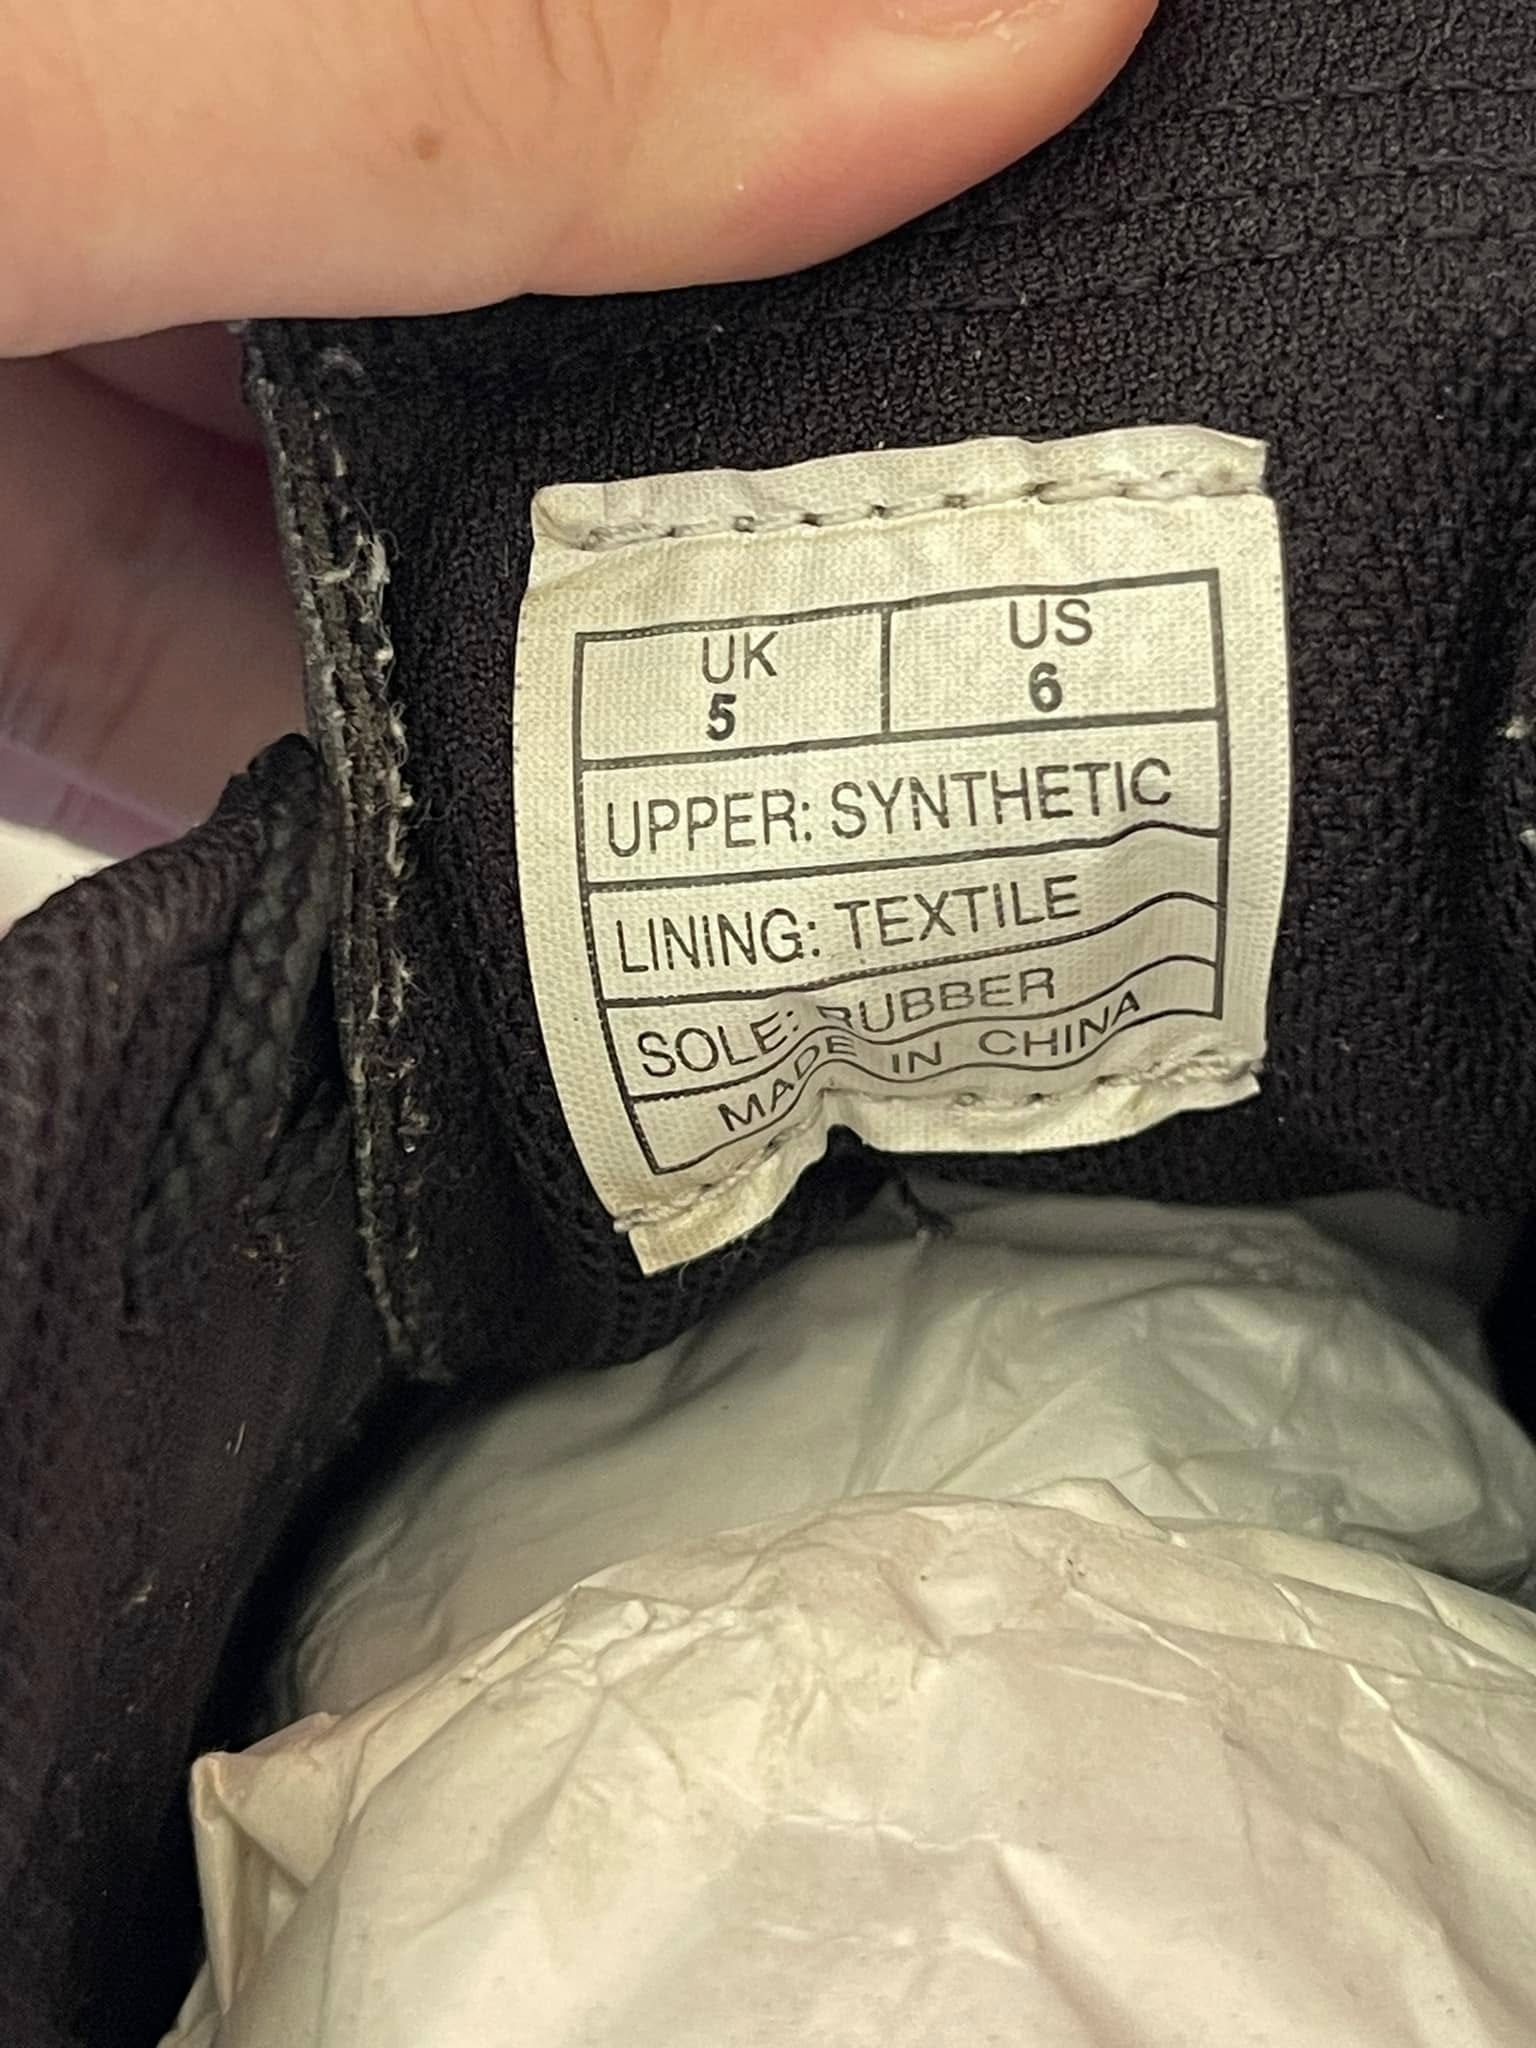 UK US
5 6
UPPER: SYNTHETIC
LINING: TEXTILE
SOLE: RUBBER
MADE IN CHINA